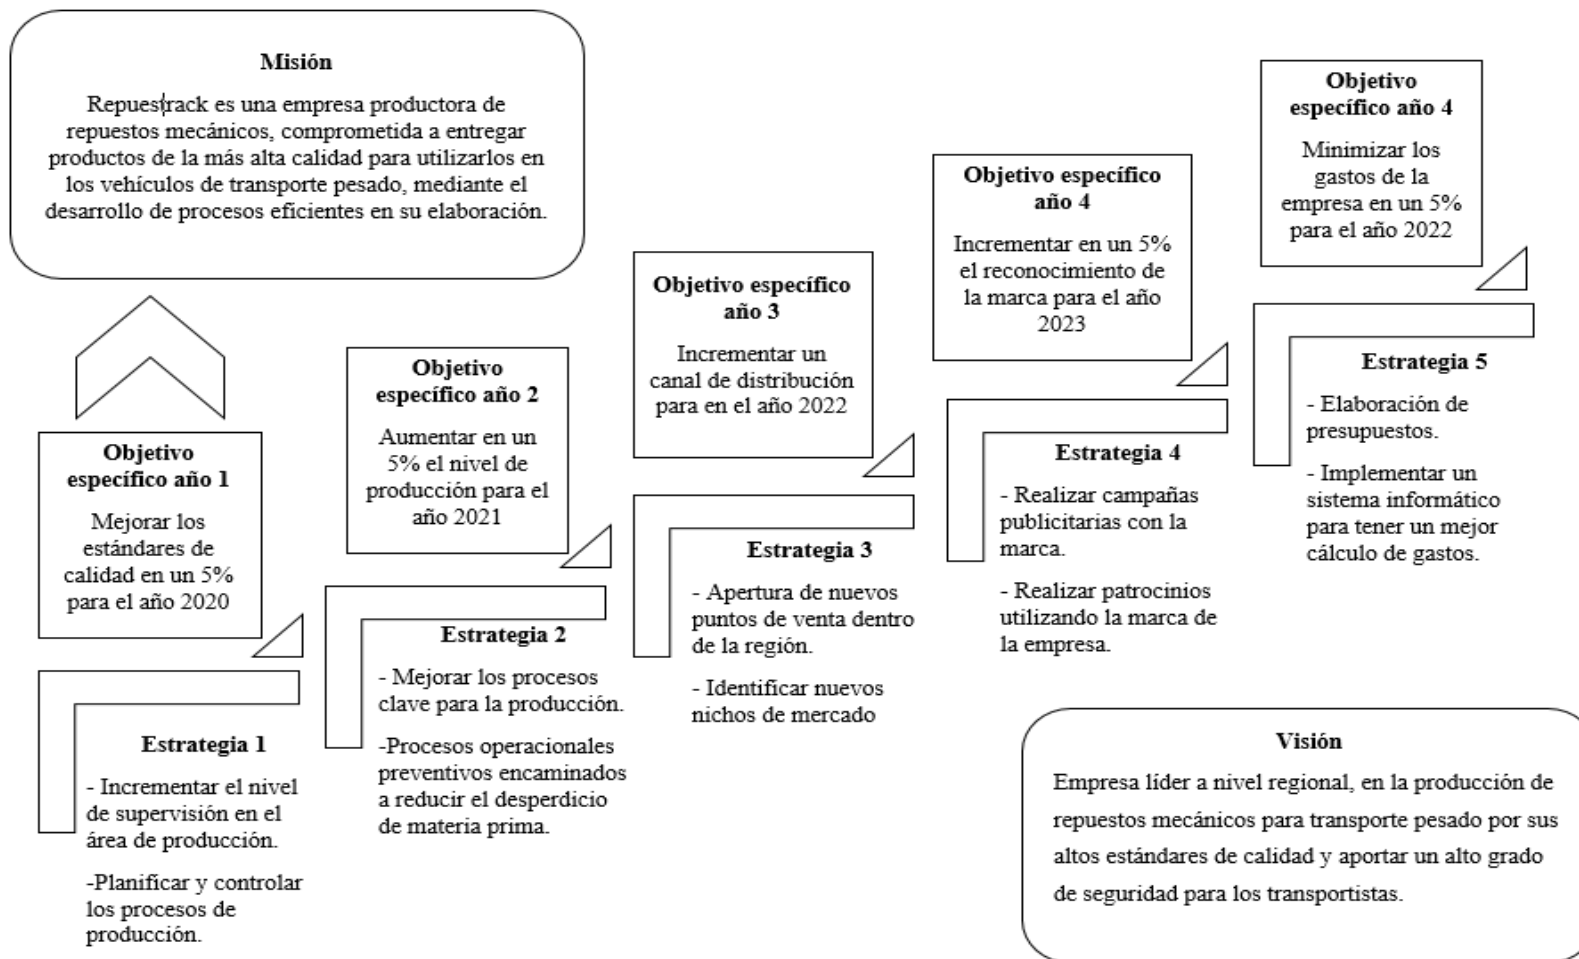 Misión
Repuestrack es una empresa productora de
repuestos mecánicos, comprometida a entregar
productos de la más alta calidad para utilizarlos en
los vehículos de transporte pesado, mediante el
desarrollo de procesos eficientes en su elaboración.
Objetivo
específico año 1
Mejorar los
estándares de
calidad en un 5%
para el año 2020
Estrategia 1
- Incrementar el nivel
de supervisión en el
área de producción.
-Planificar y controlar
los procesos de
producción.
Objetivo
específico año 2
Aumentar en un
5% el nivel de
producción para el
año 2021
Estrategia 2
- Mejorar los procesos
clave para la producción.
-Procesos operacionales
preventivos encaminados
a reducir el desperdicio
de materia prima.
Objetivo específico
año 3
Incrementar un
canal de distribución
para en el año 2022
Estrategia 3
- Apertura de nuevos
puntos de venta dentro
de la región.
- Identificar nuevos
nichos de mercado
Objetivo específico
año 4
Incrementar en un 5%
el reconocimiento de
la marca para el año
2023
Estrategia 4
- Realizar campañas
publicitarias con la
marca.
- Realizar patrocinios
utilizando la marca de
la empresa.
Objetivo
específico año 4
Minimizar los
gastos de la
empresa en un 5%
para el año 2022
Estrategia 5
- Elaboración de
presupuestos.
- Implementar un
sistema informático
para tener un mejor
cálculo de gastos.
Visión
Empresa líder a nivel regional, en la producción de
repuestos mecánicos para transporte pesado por sus
altos estándares de calidad y aportar un alto grado
de seguridad para los transportistas.